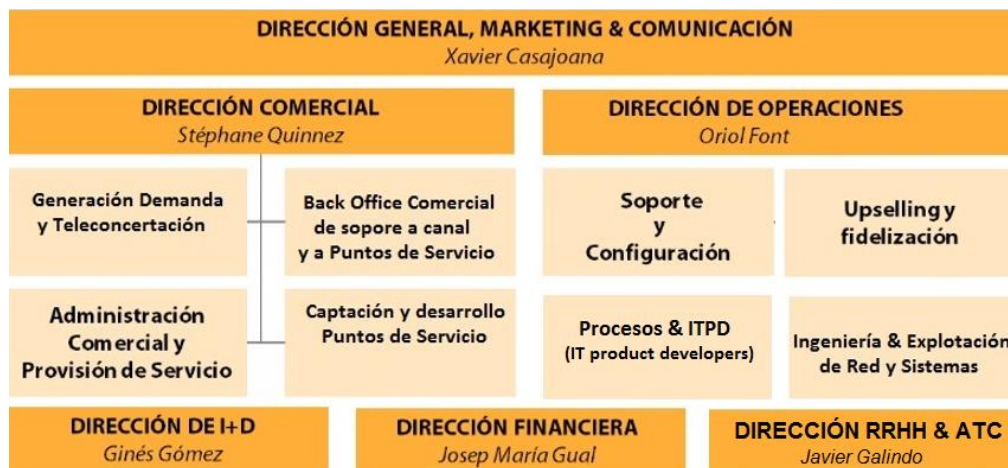 DIRECCIÓN GENERAL, MARKETING & COMUNICACIÓN
Xavier Casajoana
DIRECCIÓN COMERCIAL
Stéphane Quinnez
DIRECCIÓN DE OPERACIONES
Oriol Font
Generación Demanda
y Teleconcertación
Back Office Comercial
de sopore a canal
y a Puntos de Servicio
Soporte
y
Configuración
Upselling y
fidelización
Administración
Comercial y
Provisión de Servicio
Captación y desarrollo
Puntos de Servicio
Procesos & ITPD
(IT product developers)
Ingeniería & Explotación
de Red y Sistemas
DIRECCIÓN DE I+D
Ginés Gómez
DIRECCIÓN FINANCIERA
Josep María Gual
DIRECCIÓN RRHH & ATC
Javier Galindo